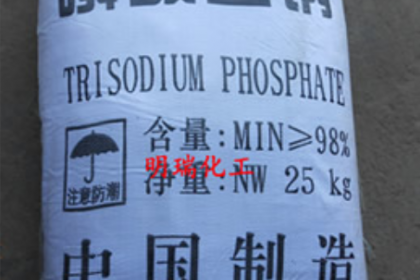 TRISODIUM PHOSPHATE
含量:MIN≥98%
明瑞化工
净重:NW 25 kg
注意防潮
中国制造